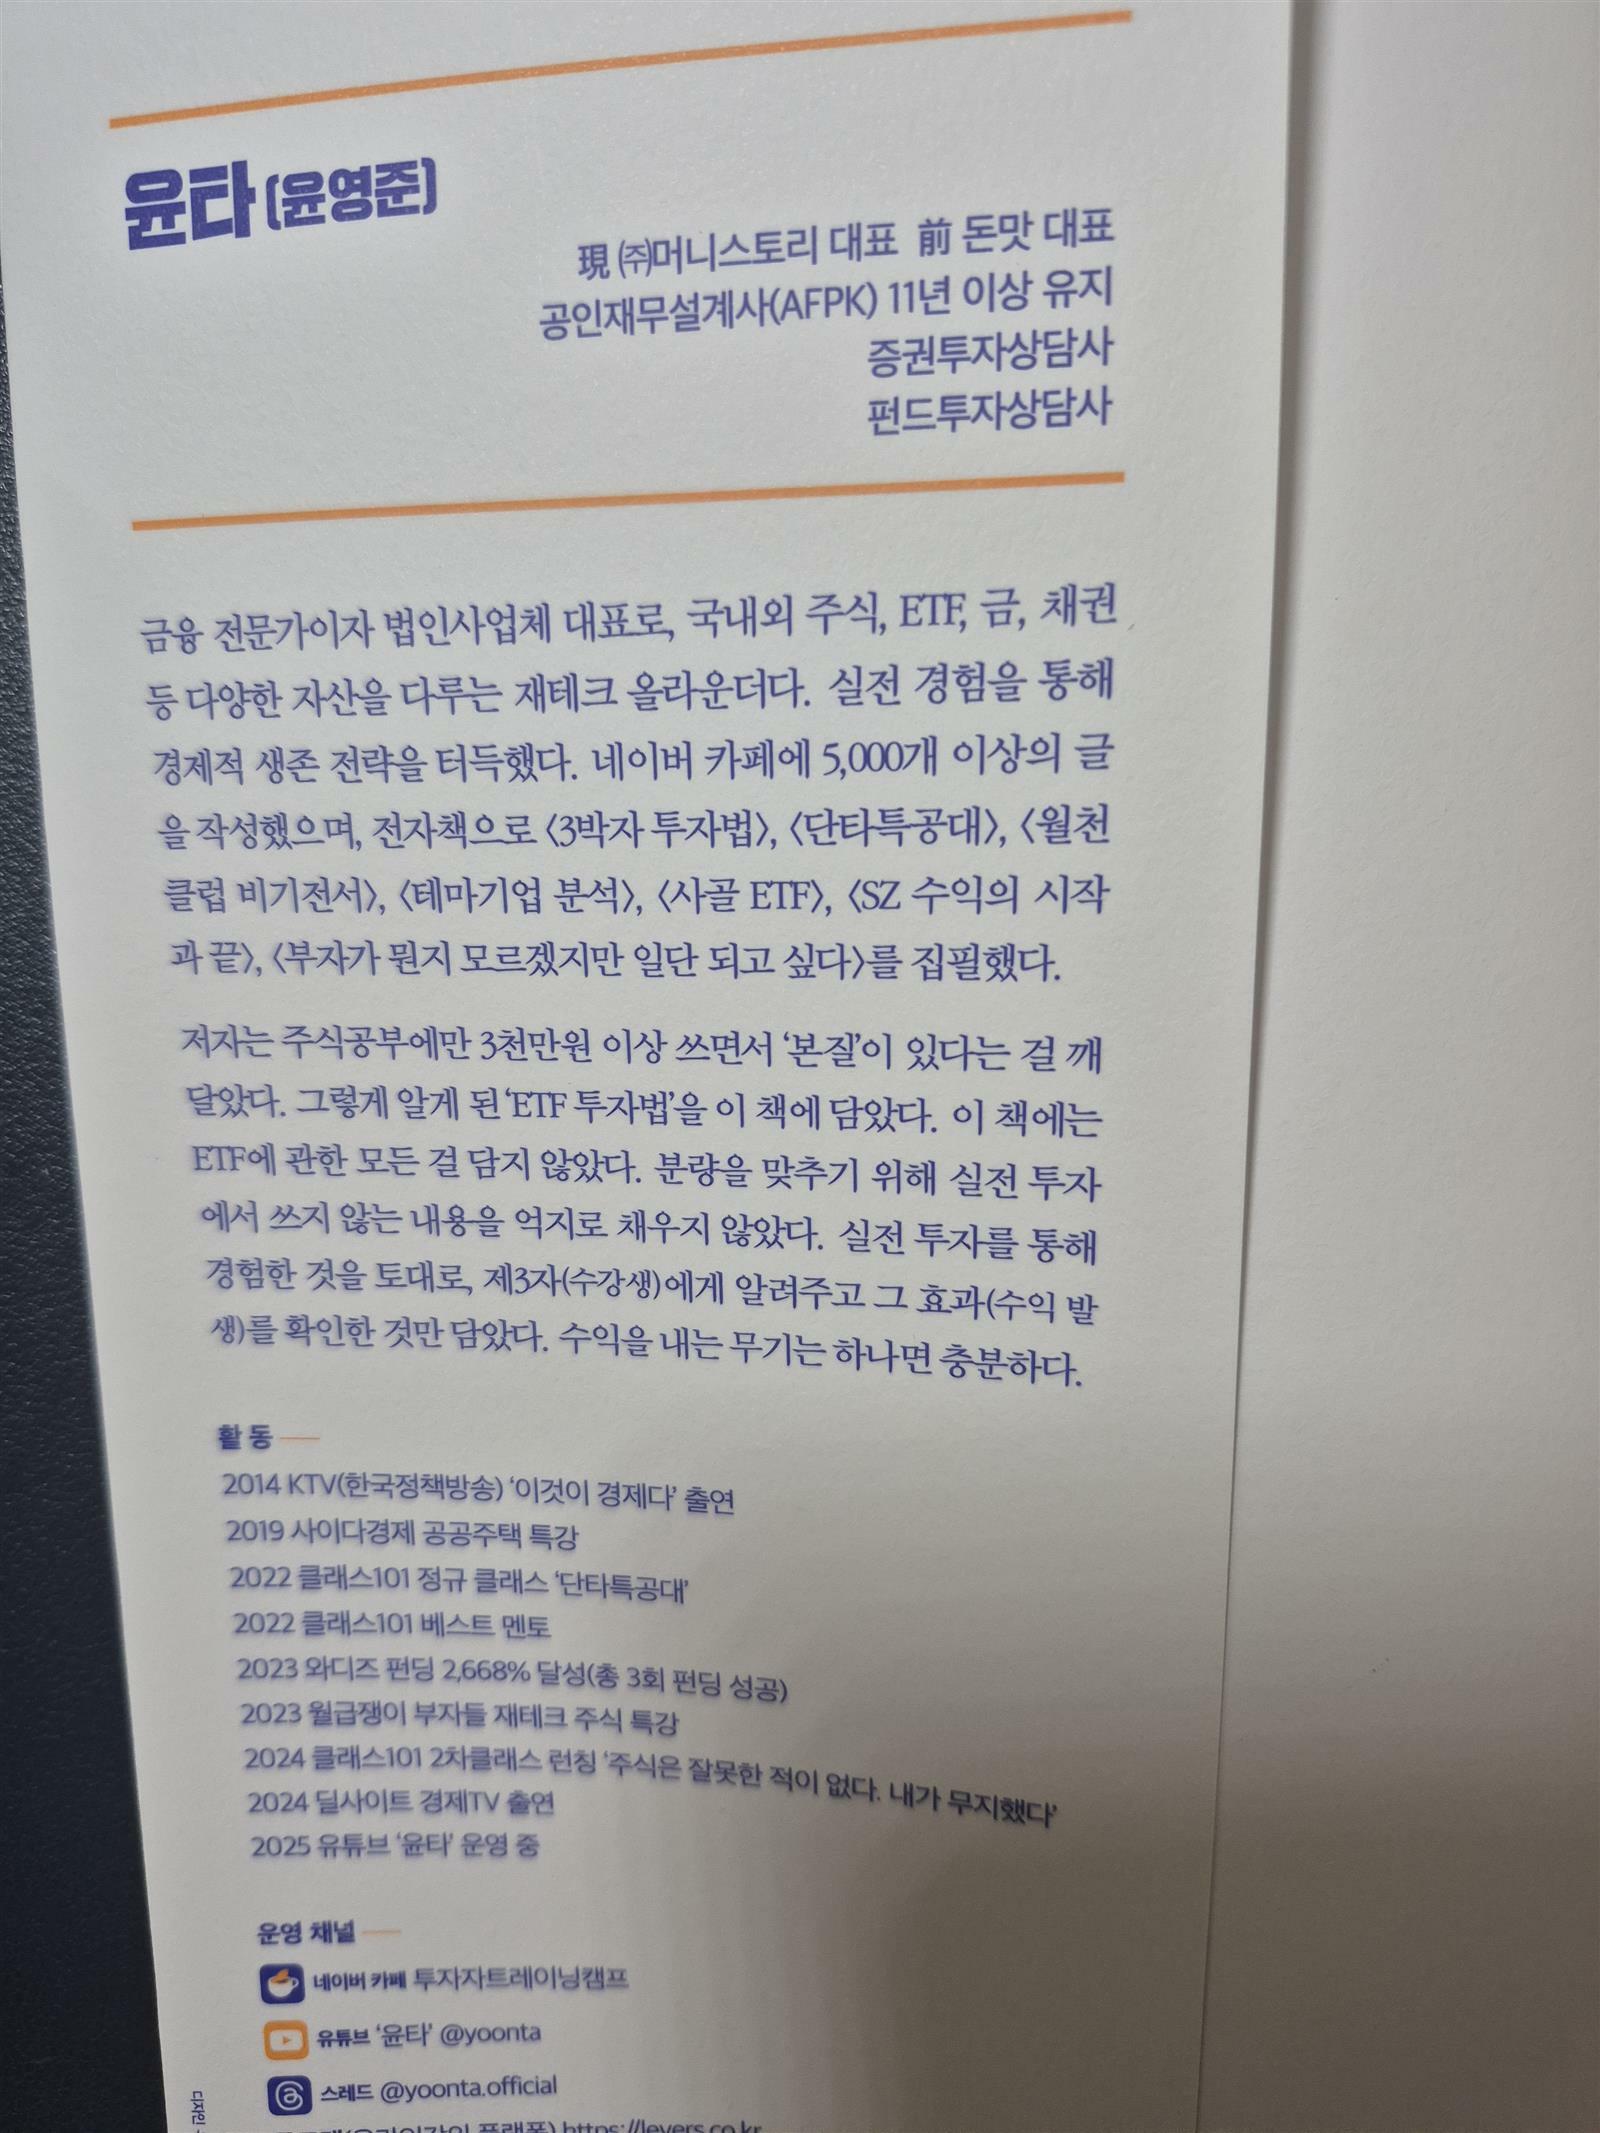 윤타 (윤영준)
現 ㈜머니스토리 대표 前 돈맛 대표
공인재무설계사(AFPK) 11년 이상 유지
증권투자상담사
펀드투자상담사
금융 전문가이자 법인사업체 대표로, 국내외 주식, ETF, 금, 채권
등 다양한 자산을 다루는 재테크 올라운더다. 실전 경험을 통해
경제적 생존 전략을 터득했다. 네이버 카페에 5,000개 이상의 글
을 작성했으며, 전자책으로 〈3박자 투자법〉, 〈단타특공대〉, 〈월천
클럽 비기전서〉, 〈테마기업 분석〉, 〈사골 ETF〉, 〈SZ 수익의 시작
과 끝〉, 〈부자가 뭔지 모르겠지만 일단 되고 싶다〉를 집필했다.
저자는 주식공부에만 3천만원 이상 쓰면서 ‘본질’이 있다는 걸 깨
달았다. 그렇게 알게 된 ‘ETF 투자법’을 이 책에 담았다. 이 책에는
ETF에 관한 모든 걸 담지 않았다. 분량을 맞추기 위해 실전 투자
에서 쓰지 않는 내용을 억지로 채우지 않았다. 실전 투자를 통해
경험한 것을 토대로, 제3자(수강생)에게 알려주고 그 효과(수익 발
생)를 확인한 것만 담았다. 수익을 내는 무기는 하나면 충분하다.
활동
2014 KTV(한국정책방송) ‘이것이 경제다’ 출연
2019 사이다경제 공공주택 특강
2022 클래스101 정규 클래스 ‘단타특공대’
2022 클래스101 베스트 멘토
2023 와디즈 펀딩 2,668% 달성(총 3회 펀딩 성공)
2023 월급쟁이 부자들 재테크 주식 특강
2024 클래스101 2차클래스 런칭 ‘주식은 잘못한 적이 없다. 내가 무지했다’
2024 딜사이트 경제TV 출연
2025 유튜브 ‘윤타’ 운영 중
운영 채널
네이버 카페 투자자트레이닝캠프
유튜브 ‘윤타’ @yoonta
스레드 @yoonta.official
(온라인강의 플랫폼) https://levers.co.kr
디자인